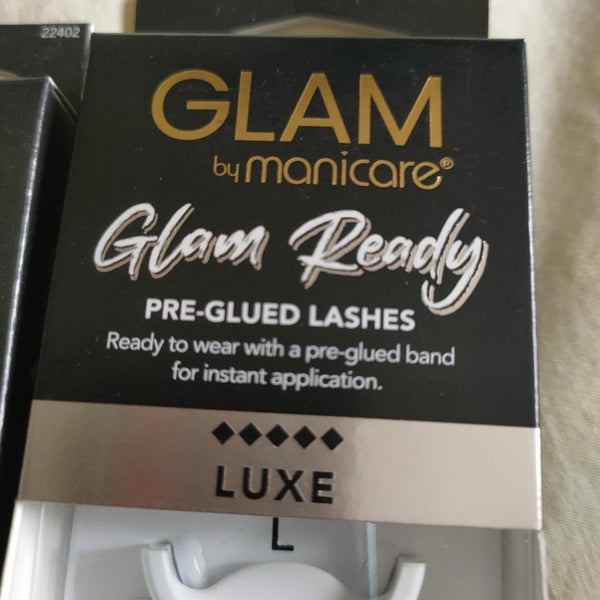 22402
GLAM
by manicare®
Glam Ready
PRE-GLUED LASHES
Ready to wear with a pre-glued band
for instant application.
◆◆◆◆◆
LUXE
L